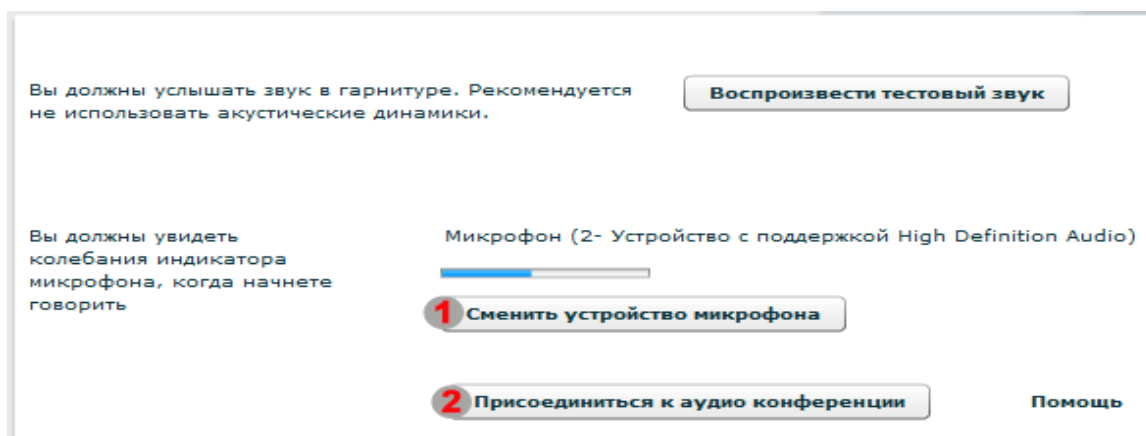 Вы должны услышать звук в гарнитуре. Рекомендуется
не использовать акустические динамики.
Воспроизвести тестовый звук
Вы должны увидеть
колебания индикатора
микрофона, когда начнете
говорить
Микрофон (2- Устройство с поддержкой High Definition Audio)
1 Сменить устройство микрофона
2 Присоединиться к аудио конференции
Помощь